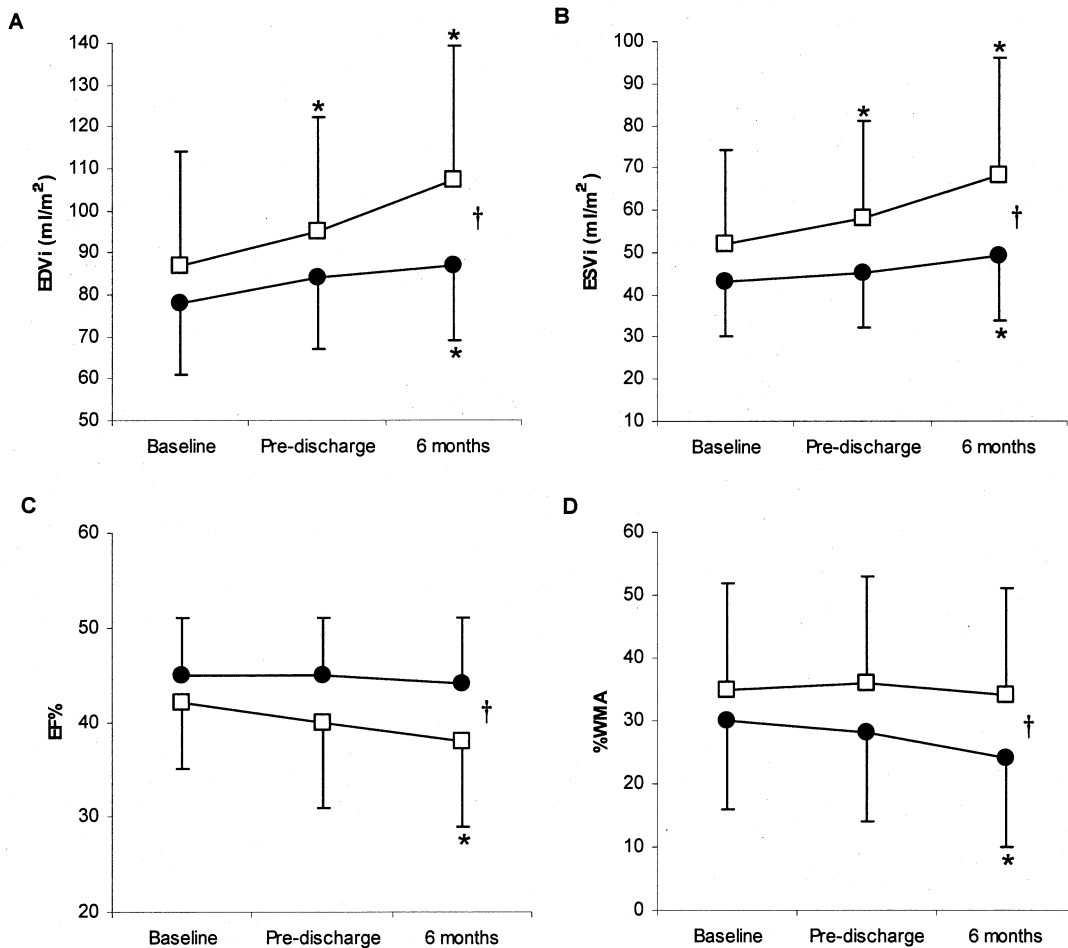 A
EDVi (ml/m²)
140
130
120
110
100
90
80
70
60
50
*
*
†
*
Baseline
Pre-discharge
6 months
B
ESVi (ml/m²)
100
90
80
70
60
50
40
30
20
10
*
*
†
*
Baseline
Pre-discharge
6 months
C
EF%
60
50
40
30
20
†
*
Baseline
Pre-discharge
6 months
D
%WMA
60
50
40
30
20
10
0
†
*
Baseline
Pre-discharge
6 months